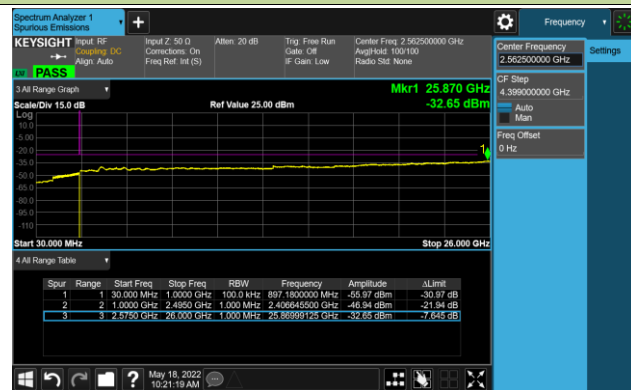 Spectrum Analyzer 1
Spurious Emissions
Frequency
KEYSIGHT
Input: RF
Coupling: DC
Align: Auto
Input Z: 50 Ω
Corrections: On
Freq Ref: Int (S)
Atten: 20 dB
Trig: Free Run
Gate: Off
IF Gain: Low
Center Freq: 2.562500000 GHz
Avg|Hold: 100/100
Radio Std: None
PASS
Center Frequency
2.562500000 GHz
Settings
CF Step
4.399000000 GHz
Auto
Man
Freq Offset
0 Hz
3 All Range Graph
Mkr1 25.870 GHz
Scale/Div 15.0 dB
Ref Value 25.00 dBm
-32.65 dBm
Log
10.0
-5.00
-20.0
-35.0
-50.0
-65.0
-80.0
-95.0
-110
1
Start 30.000 MHz
Stop 26.000 GHz
4 All Range Table
Spur Range Start Freq Stop Freq RBW Frequency Amplitude ΔLimit
1 1 30.000 MHz 1.0000 GHz 100.0 kHz 897.1800000 MHz -55.97 dBm -30.97 dB
2 2 1.0000 GHz 2.4950 GHz 1.000 MHz 2.406645500 GHz -46.94 dBm -21.94 dB
3 3 2.5750 GHz 26.000 GHz 1.000 MHz 25.86999125 GHz -32.65 dBm -7.645 dB
?
May 18, 2022
10:21:19 AM